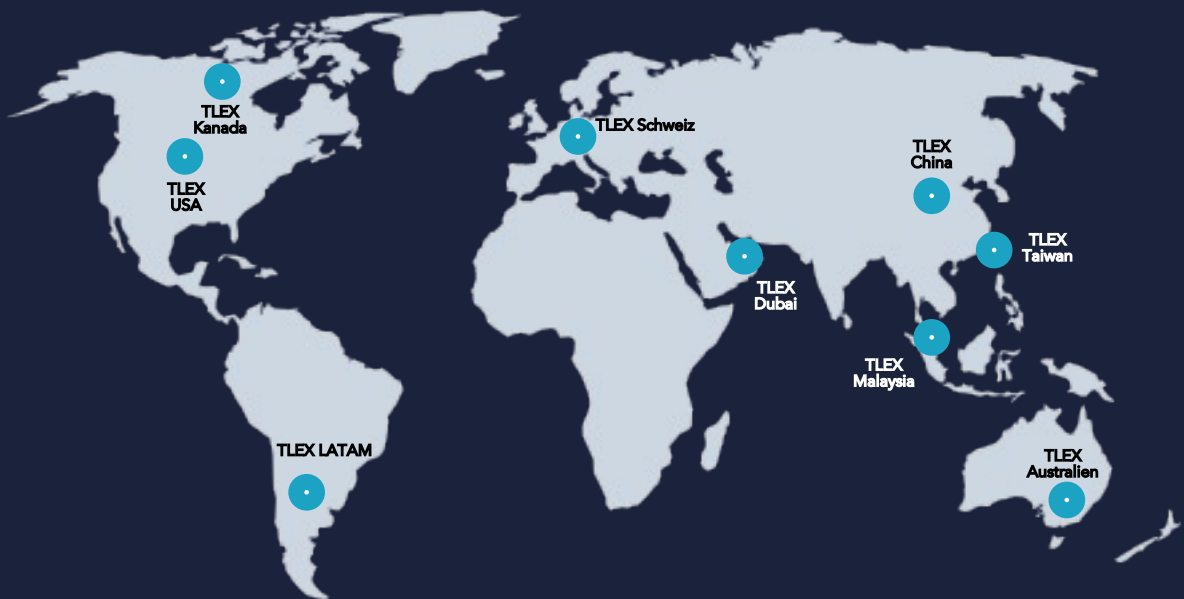 TLEX
Kanada
TLEX Schweiz
TLEX
USA
TLEX
China
TLEX
Taiwan
TLEX
Dubai
TLEX
Malaysia
TLEX LATAM
TLEX
Australien